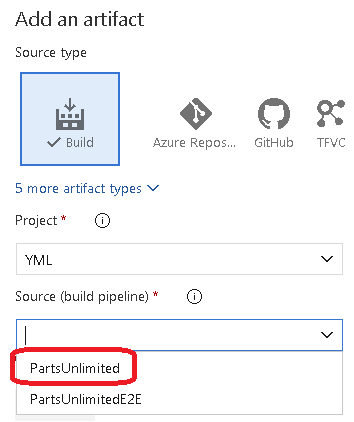 Add an artifact
Source type
Build
Azure Repos...
GitHub
TFVC
5 more artifact types
Project *
YML
Source (build pipeline) *
PartsUnlimited
PartsUnlimitedE2E